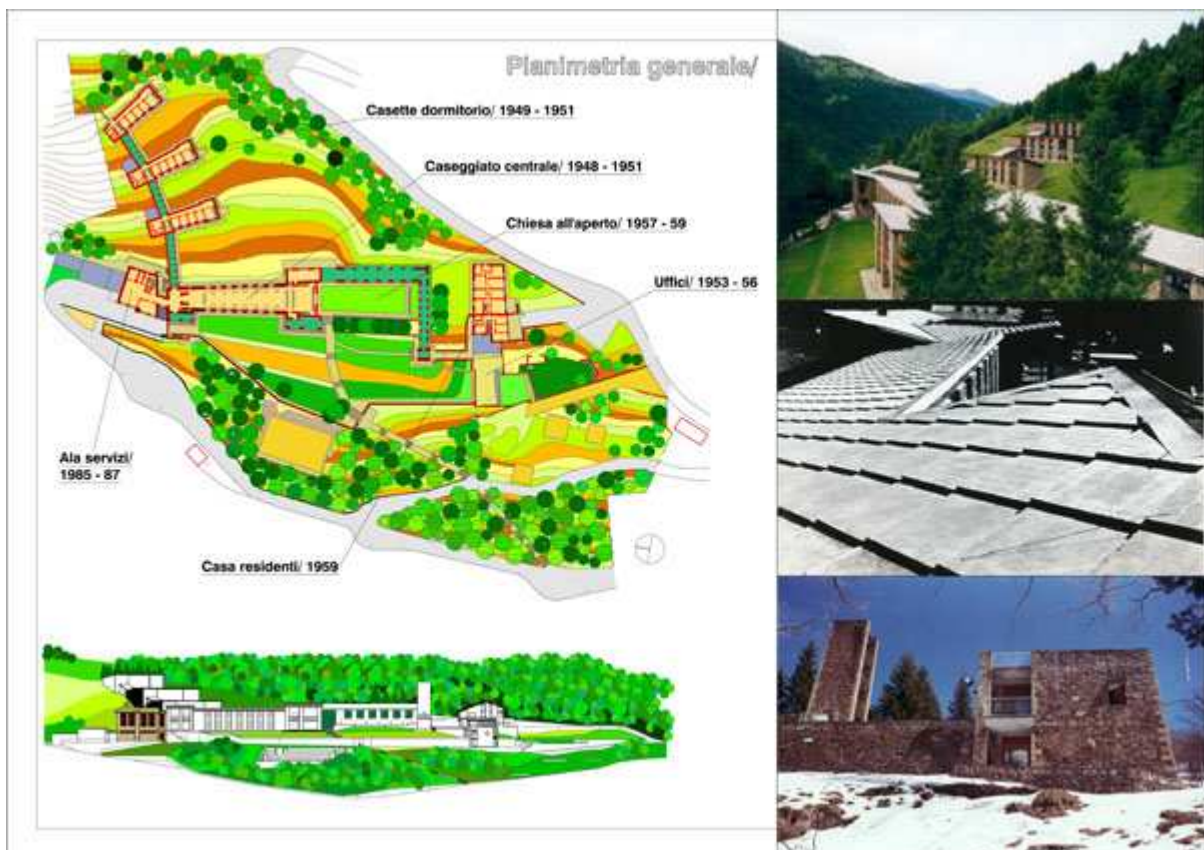 Planimetria generale/
Casette dormitorio/ 1949 - 1951
Caseggiato centrale/ 1948 - 1951
Chiesa all'aperto/ 1957 - 59
Uffici/ 1953 - 56
Ala servizi/
1985 - 87
Casa residenti/ 1959